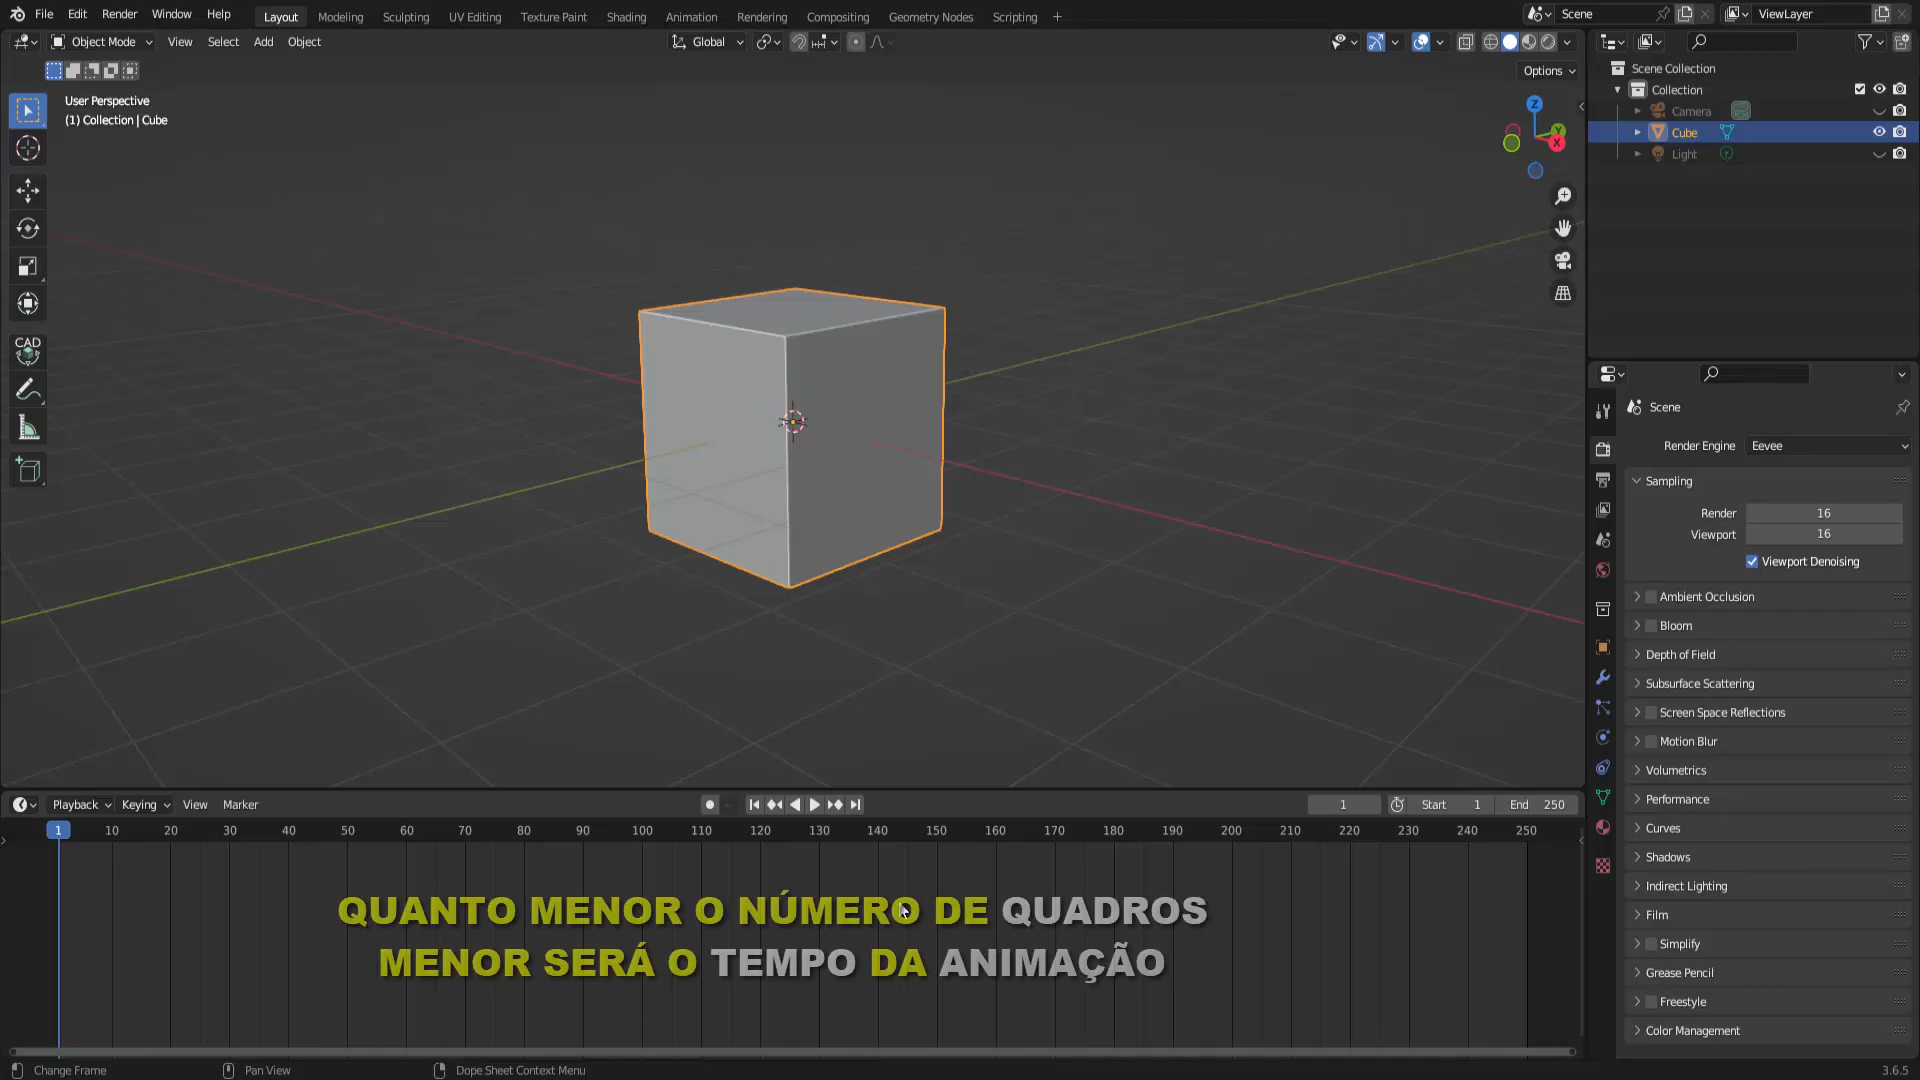 File Edit Render Window Help Layout Modeling Sculpting UV Editing Texture Paint Shading Animation Rendering Compositing Geometry Nodes Scripting + Scene ViewLayer
Object Mode View Select Add Object Global
Options
User Perspective
(1) Collection | Cube
Z
Y
X
CAD
Scene Collection
Collection
Camera
Cube
Light
Scene
Render Engine Eevee
Sampling
Render 16
Viewport 16
Viewport Denoising
Ambient Occlusion
Bloom
Depth of Field
Subsurface Scattering
Screen Space Reflections
Motion Blur
Volumetrics
Performance
Curves
Shadows
Indirect Lighting
Film
Simplify
Grease Pencil
Freestyle
Color Management
Playback Keying View Marker 1 Start 1 End 250
1 10 20 30 40 50 60 70 80 90 100 110 120 130 140 150 160 170 180 190 200 210 220 230 240 250
QUANTO MENOR O NÚMERO DE QUADROS
MENOR SERÁ O TEMPO DA ANIMAÇÃO
Change Frame Pan View Dope Sheet Context Menu 3.6.5